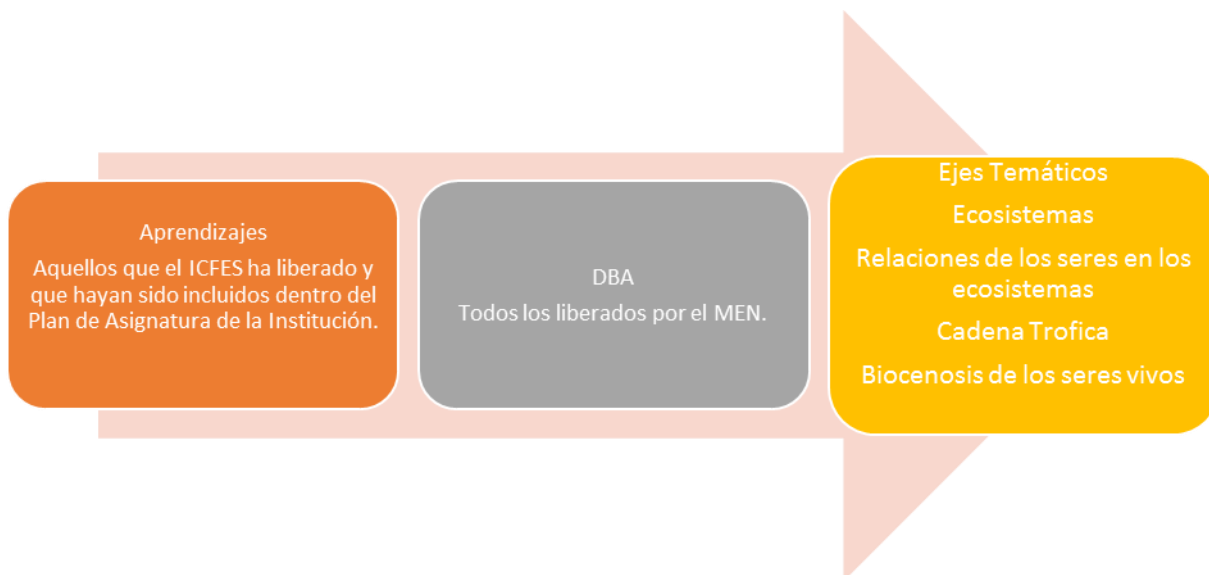 Aprendizajes
Aquellos que el ICFES ha liberado y
que hayan sido incluidos dentro del
Plan de Asignatura de la Institución.
DBA
Todos los liberados por el MEN.
Ejes Temáticos
Ecosistemas
Relaciones de los seres en los
ecosistemas
Cadena Trofica
Biocenosis de los seres vivos